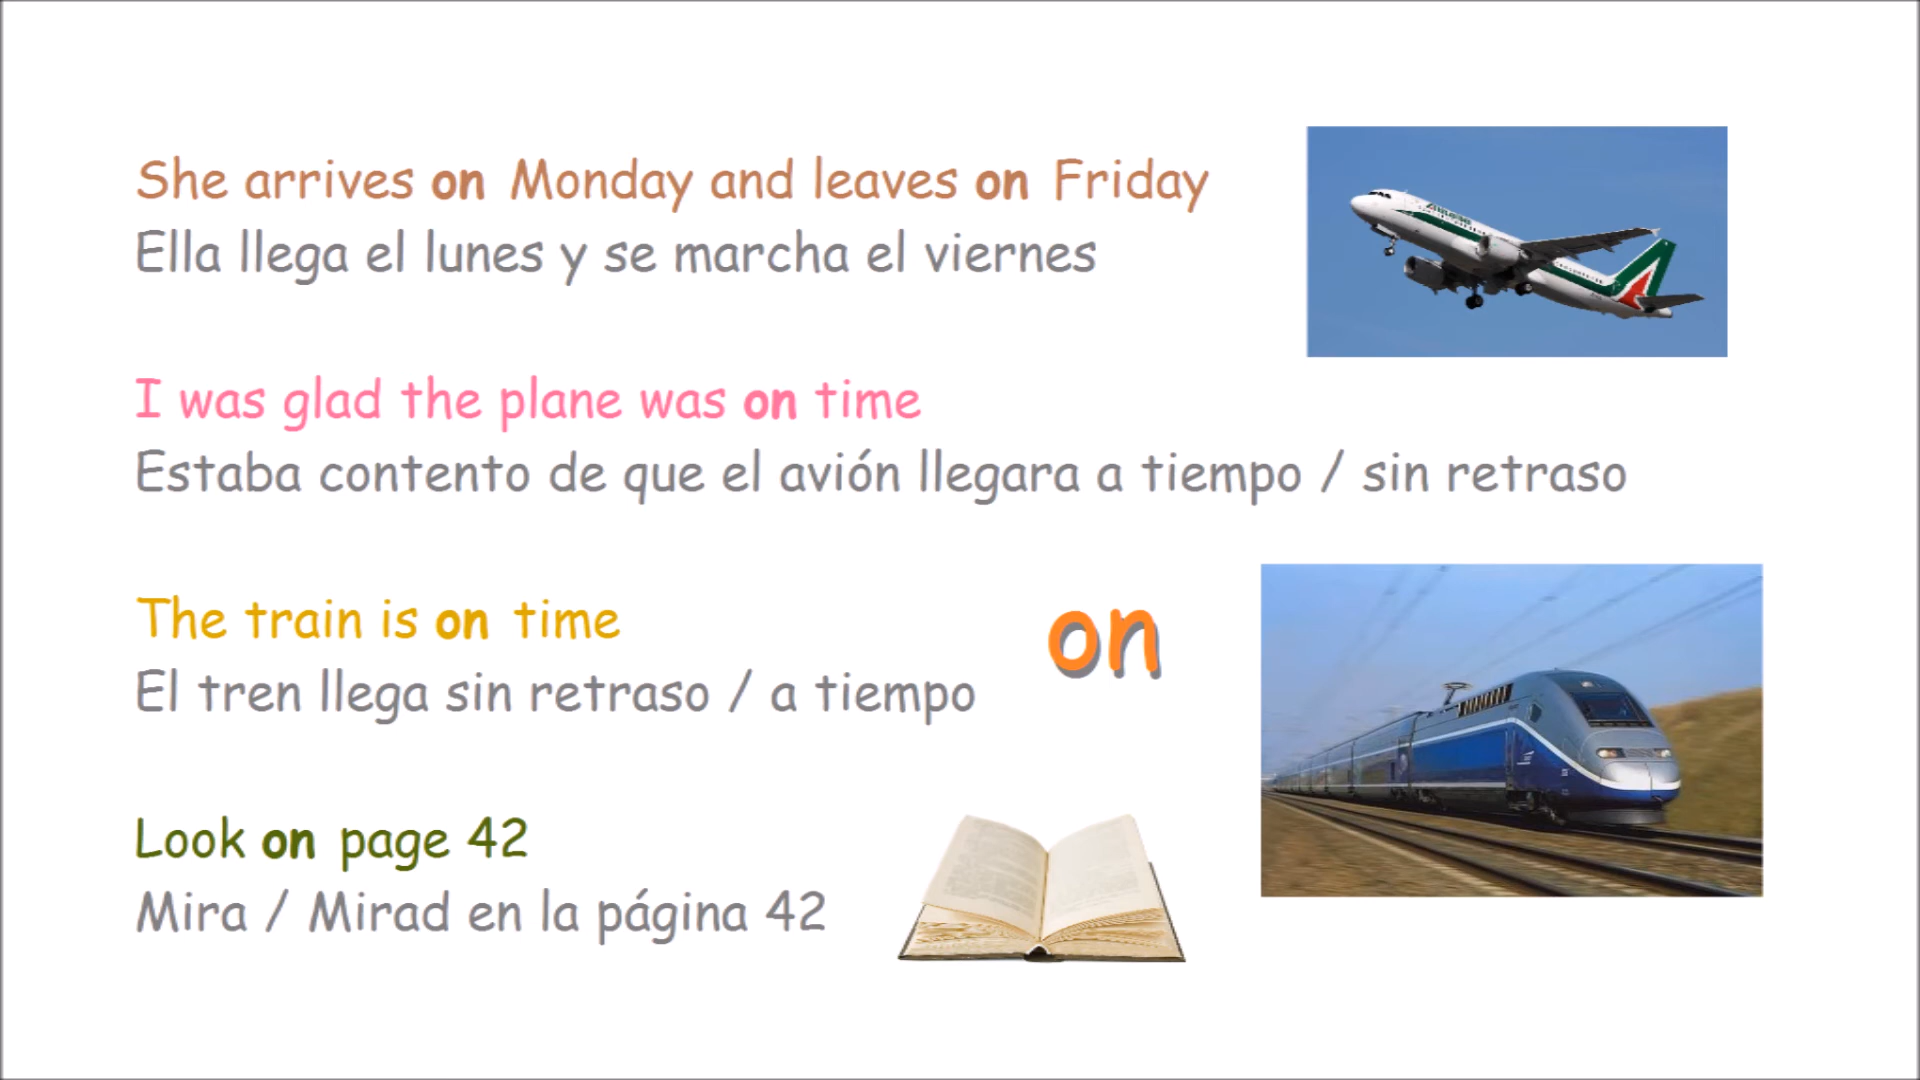 She arrives on Monday and leaves on Friday
Ella llega el lunes y se marcha el viernes
I was glad the plane was on time
Estaba contento de que el avión llegara a tiempo / sin retraso
The train is on time
El tren llega sin retraso / a tiempo
on
Look on page 42
Mira / Mirad en la página 42